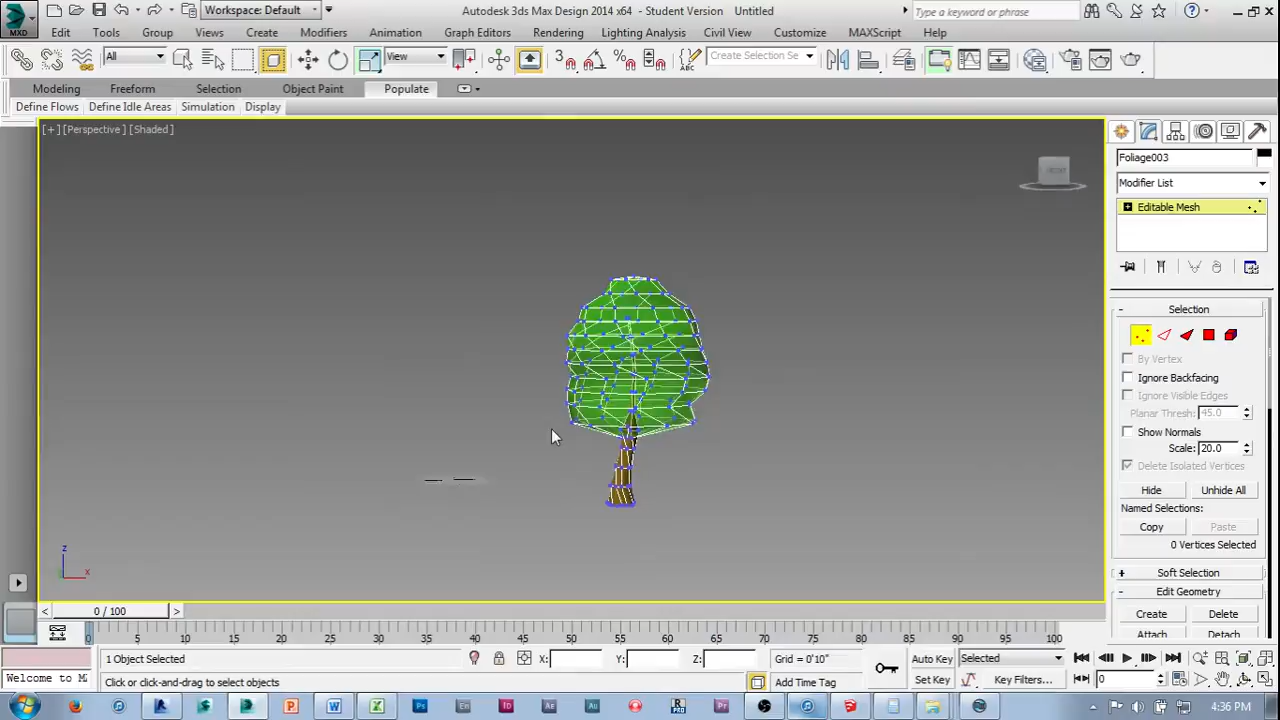 MXD
Workspace: Default
Autodesk 3ds Max Design 2014 x64 - Student Version Untitled
Type a keyword or phrase
Edit Tools Group Views Create Modifiers Animation Graph Editors Rendering Lighting Analysis Civil View Customize MAXScript Help
All View 3 ABC Create Selection Se
Modeling Freeform Selection Object Paint Populate
Define Flows Define Idle Areas Simulation Display
[+] [Perspective] [Shaded]
Foliage003
Modifier List
Editable Mesh
Selection
By Vertex
Ignore Backfacing
Ignore Visible Edges
Planar Thresh: 45.0
Show Normals
Scale: 20.0
Delete Isolated Vertices
Hide Unhide All
Named Selections:
Copy Paste
0 Vertices Selected
Soft Selection
Edit Geometry
Create Delete
Attach Detach
z
x
0 / 100
0 5 10 15 20 25 30 35 40 45 50 55 60 65 70 75 80 85 90 95 100
1 Object Selected X: Y: Z: Grid = 0'10" Auto Key Selected
Welcome to M Click or click-and-drag to select objects Add Time Tag Set Key Key Filters... 0
4:36 PM